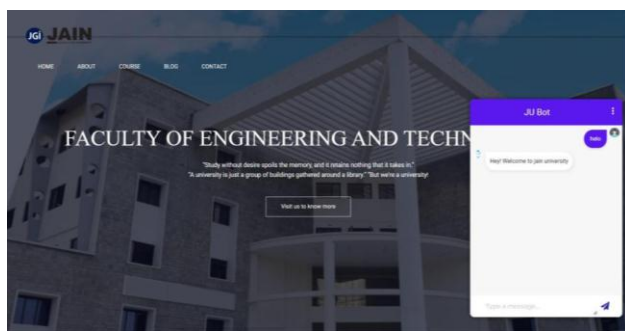 JGi JAIN
HOME ABOUT COURSE BLOG CONTACT
FACULTY OF ENGINEERING AND TECHN
"Study without desire spoils the memory, and it retains nothing that it takes in."
"A university is just a group of buildings gathered around a library." "But we're a university!
Visit us to know more
JU Bot
hello
Hey! Welcome to jain university
Type a message...